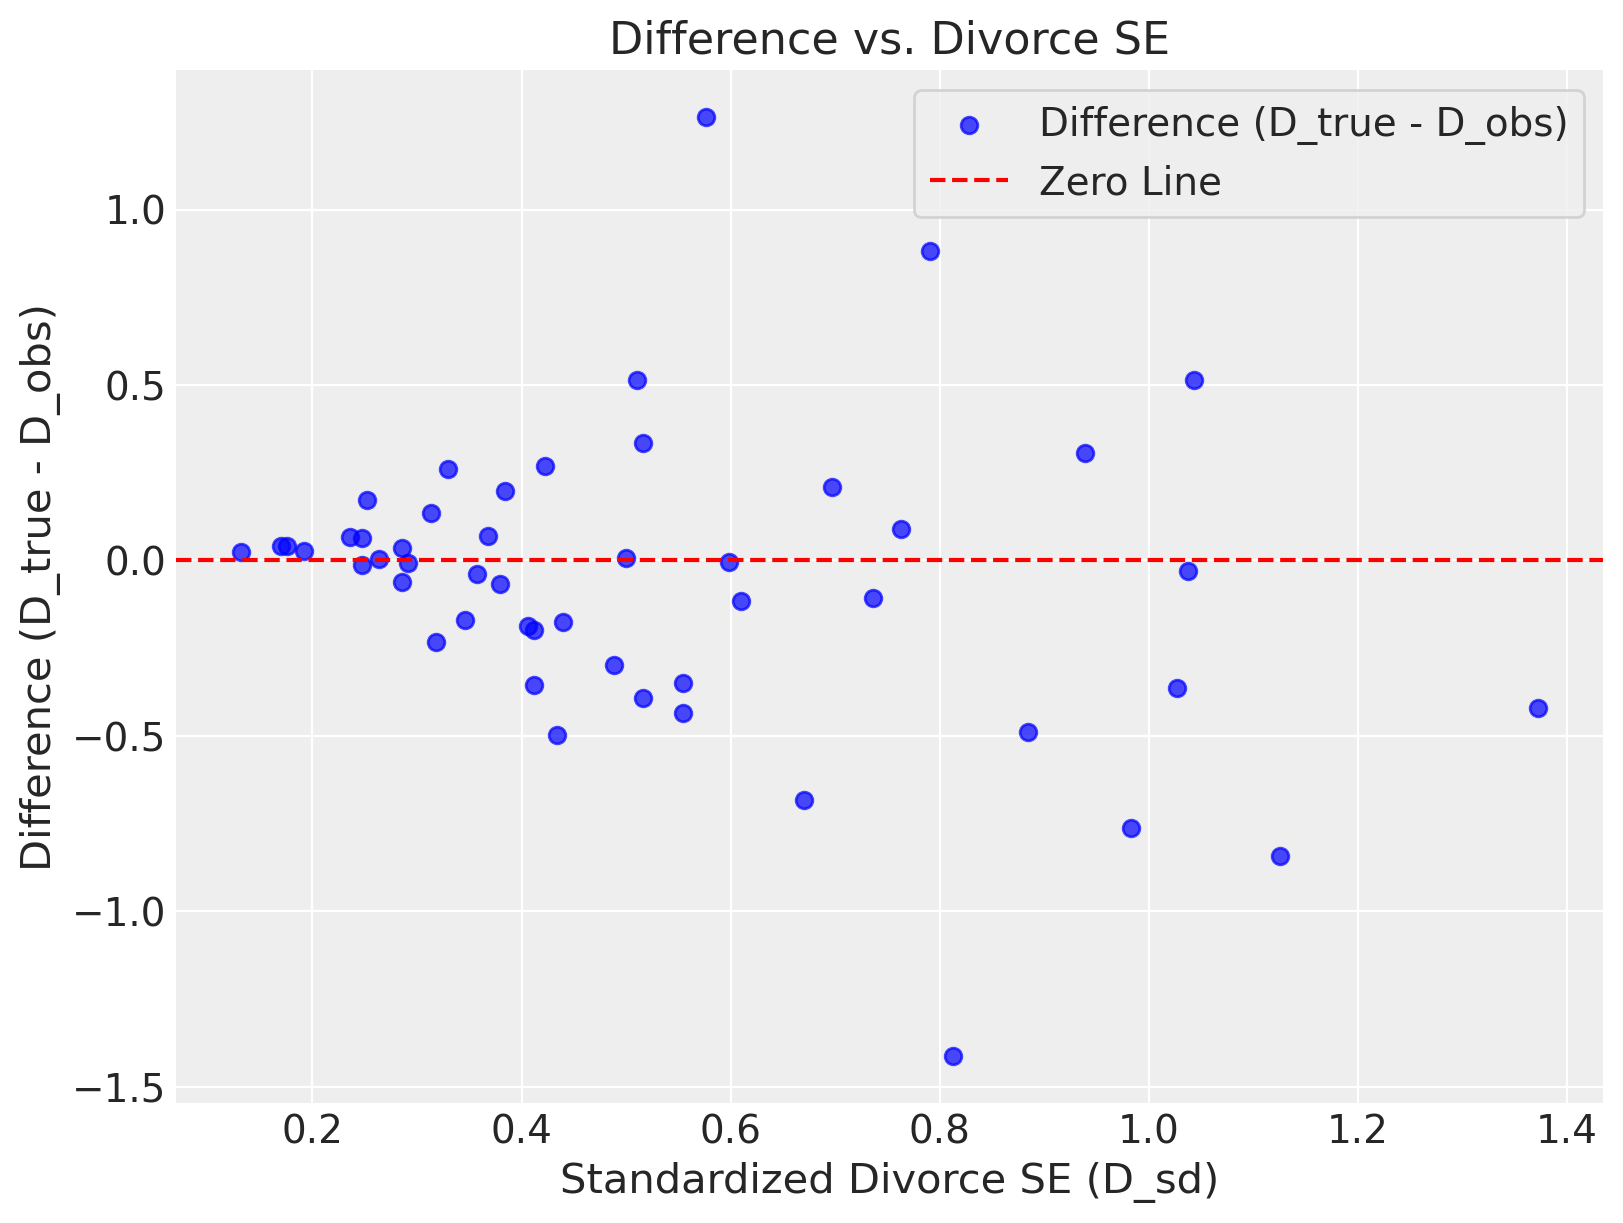 Difference vs. Divorce SE
Difference (D_true - D_obs)
Zero Line
Difference (D_true - D_obs)
1.0
0.5
0.0
−0.5
−1.0
−1.5
0.2 0.4 0.6 0.8 1.0 1.2 1.4
Standardized Divorce SE (D_sd)